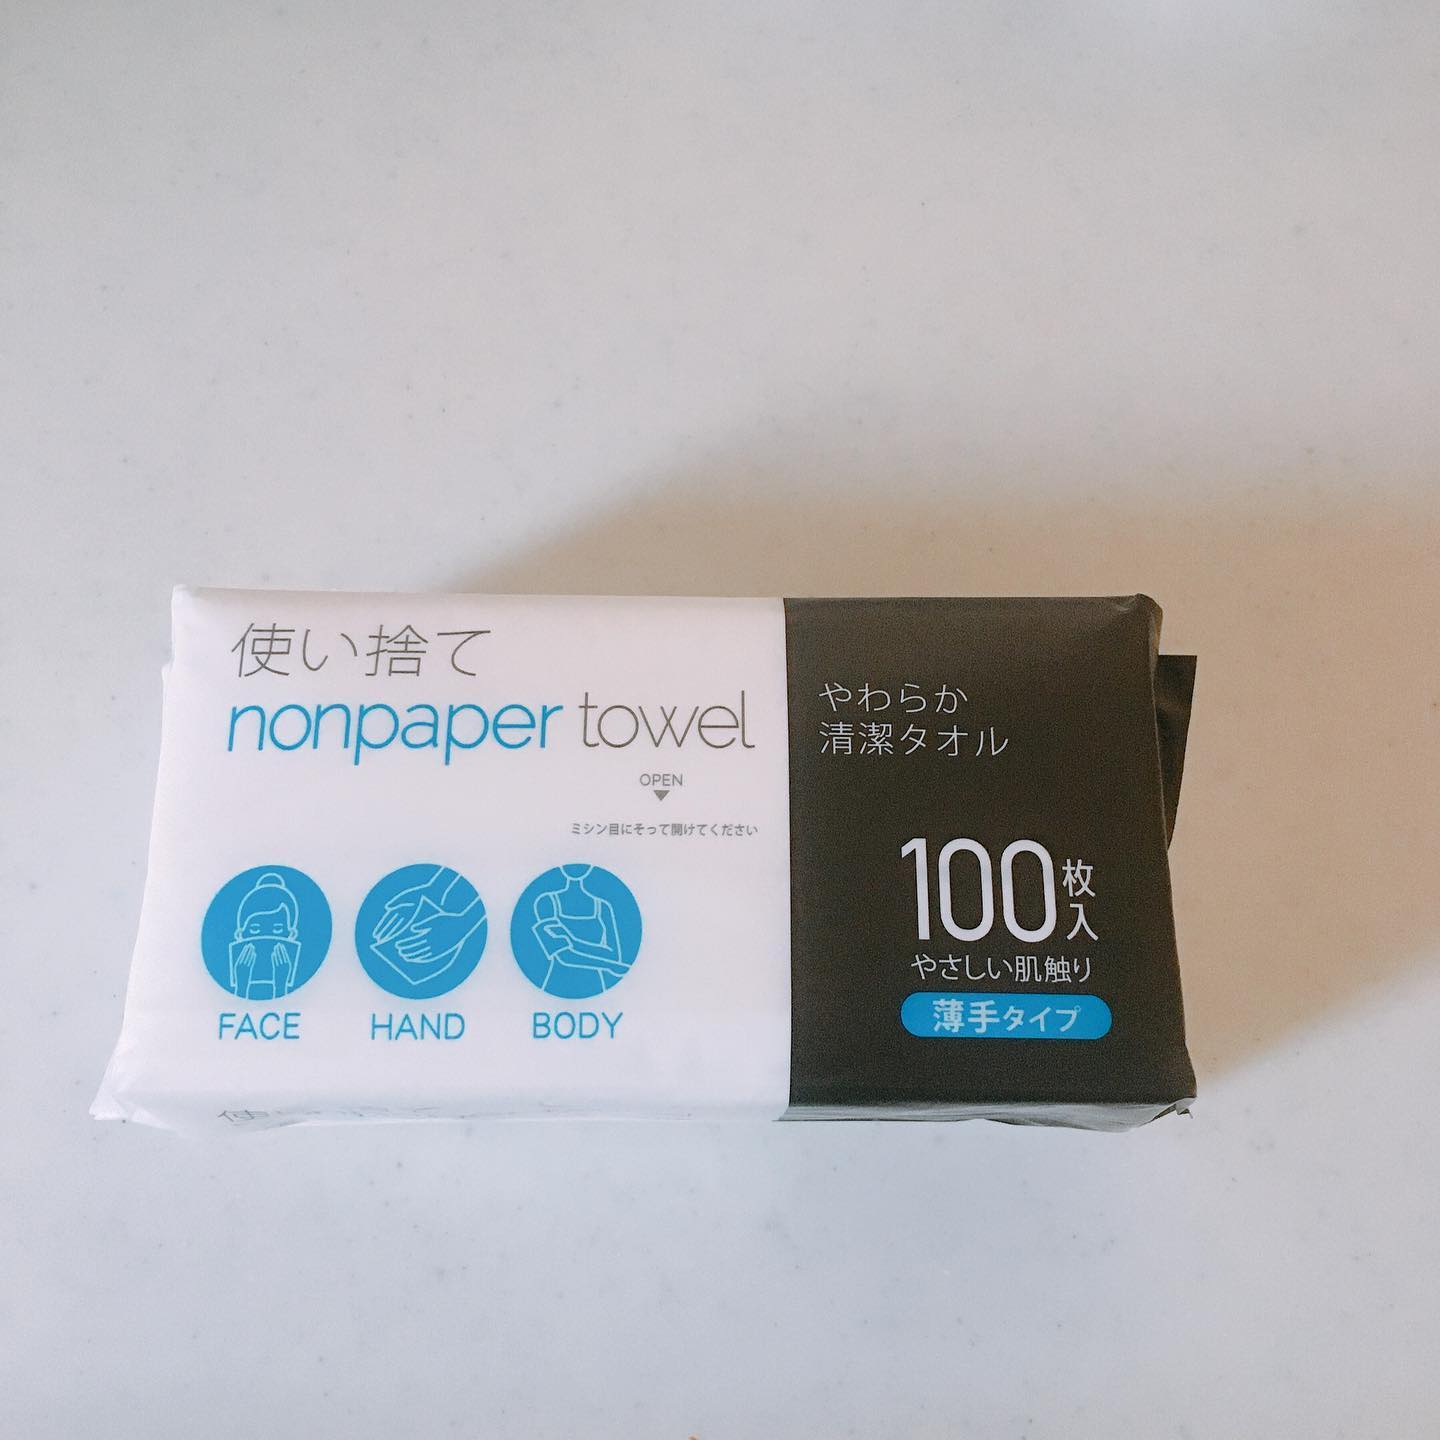 使い捨て
nonpaper towel
OPEN
ミシン目にそって開けてください
FACE
HAND
BODY
やわらか
清潔タオル
100枚入
やさしい肌触り
薄手タイプ